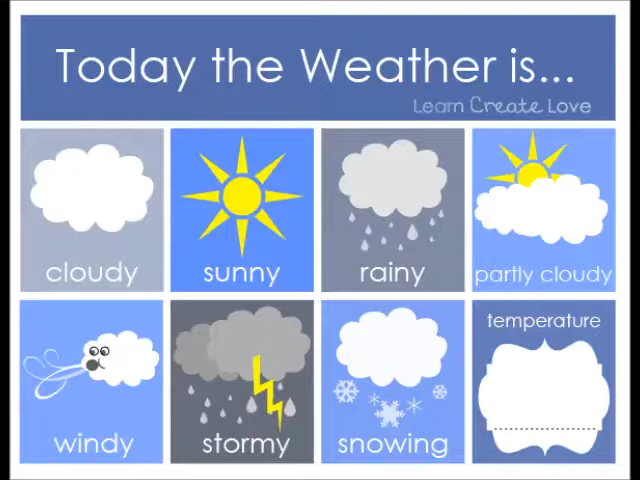 Today the Weather is...
Learn Create Love
cloudy
sunny
rainy
partly cloudy
windy
stormy
snowing
temperature